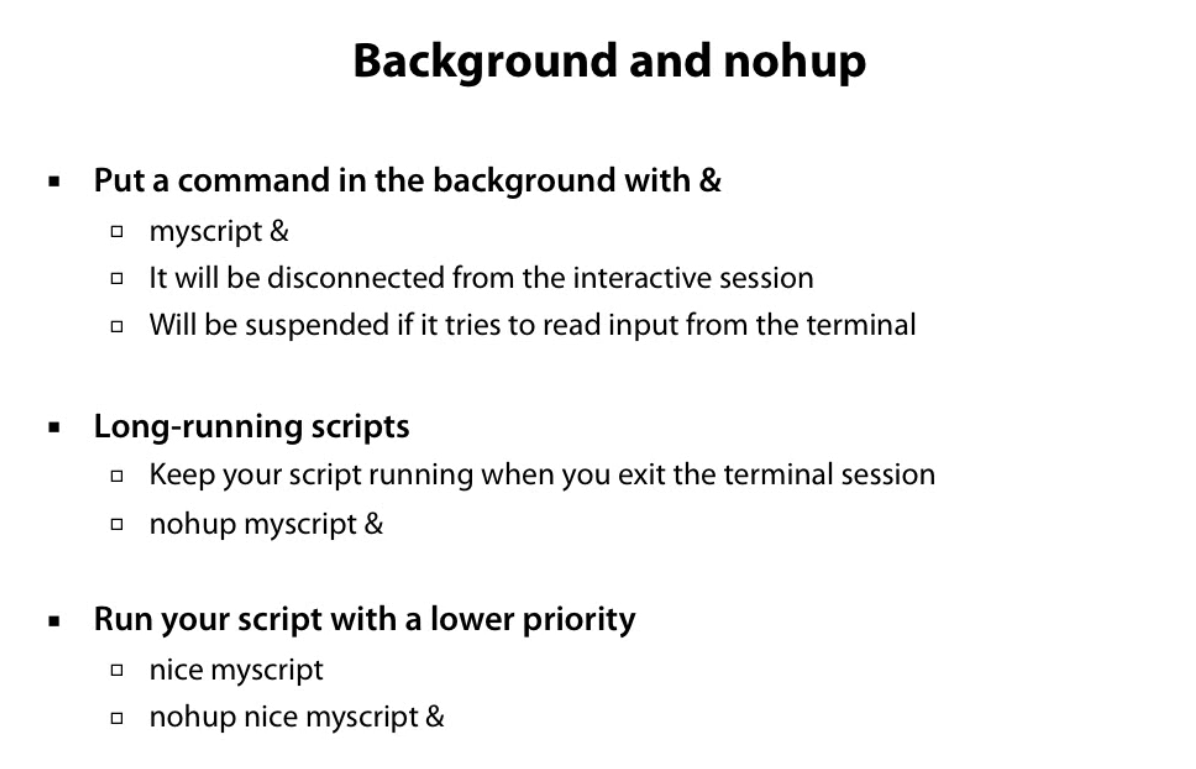 Background and nohup
▪ Put a command in the background with &
▫ myscript &
▫ It will be disconnected from the interactive session
▫ Will be suspended if it tries to read input from the terminal
▪ Long-running scripts
▫ Keep your script running when you exit the terminal session
▫ nohup myscript &
▪ Run your script with a lower priority
▫ nice myscript
▫ nohup nice myscript &